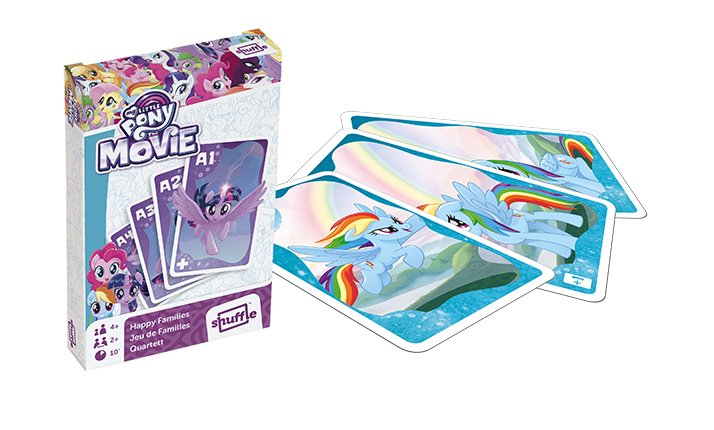 shuffle
MY LITTLE
PONY
THE
MOVIE
A1
A2
A3
A4
4+
Happy Families
2+
Jeu de Familles
10'
Quartett
shuffle